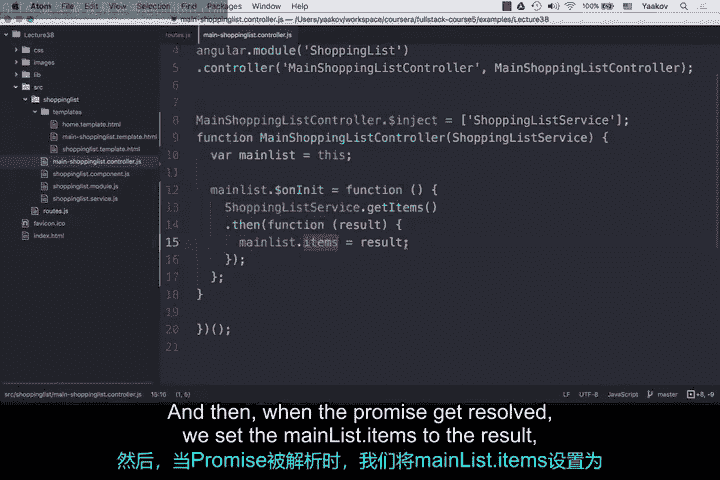 Atom File Edit View Selection Find Packages Window Help
100% Yaakov
main-shoppinglist.controller.js — /Users/yaakov/workspace/coursera/fullstack-course5/examples/Lecture38
Lecture38
css
images
lib
src
shoppinglist
templates
home.template.html
main-shoppinglist.template.html
shoppinglist.template.html
main-shoppinglist.controller.js
shoppinglist.component.js
shoppinglist.module.js
shoppinglist.service.js
routes.js
favicon.ico
index.html
routes.js main-shoppinglist.controller.js
4 angular.module('ShoppingList')
5 .controller('MainShoppingListController', MainShoppingListController);
6
7
8 MainShoppingListController.$inject = ['ShoppingListService'];
9 function MainShoppingListController(ShoppingListService) {
10 var mainlist = this;
11
12 mainlist.$onInit = function () {
13 ShoppingListService.getItems()
14 .then(function (result) {
15 mainlist.items = result;
16 });
17 };
18 }
19
20 })();
21
src/shoppinglist/main-shoppinglist.controller.js 15:16 (1, 5) LF UTF-8 JavaScript master +8, -9
And then, when the promise get resolved,
we set the mainList.items to the result,
然后，当Promise被解析时，我们将mainList.items设置为